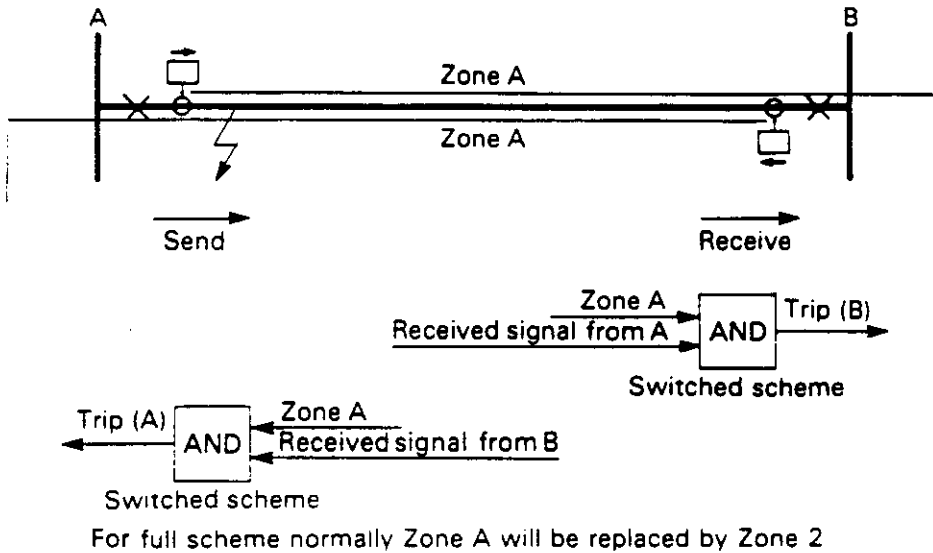 A
B
Zone A
Zone A
Send
Receive
Zone A
Received signal from A
AND
Trip (B)
Switched scheme
Trip (A)
AND
Zone A
Received signal from B
Switched scheme
For full scheme normally Zone A will be replaced by Zone 2